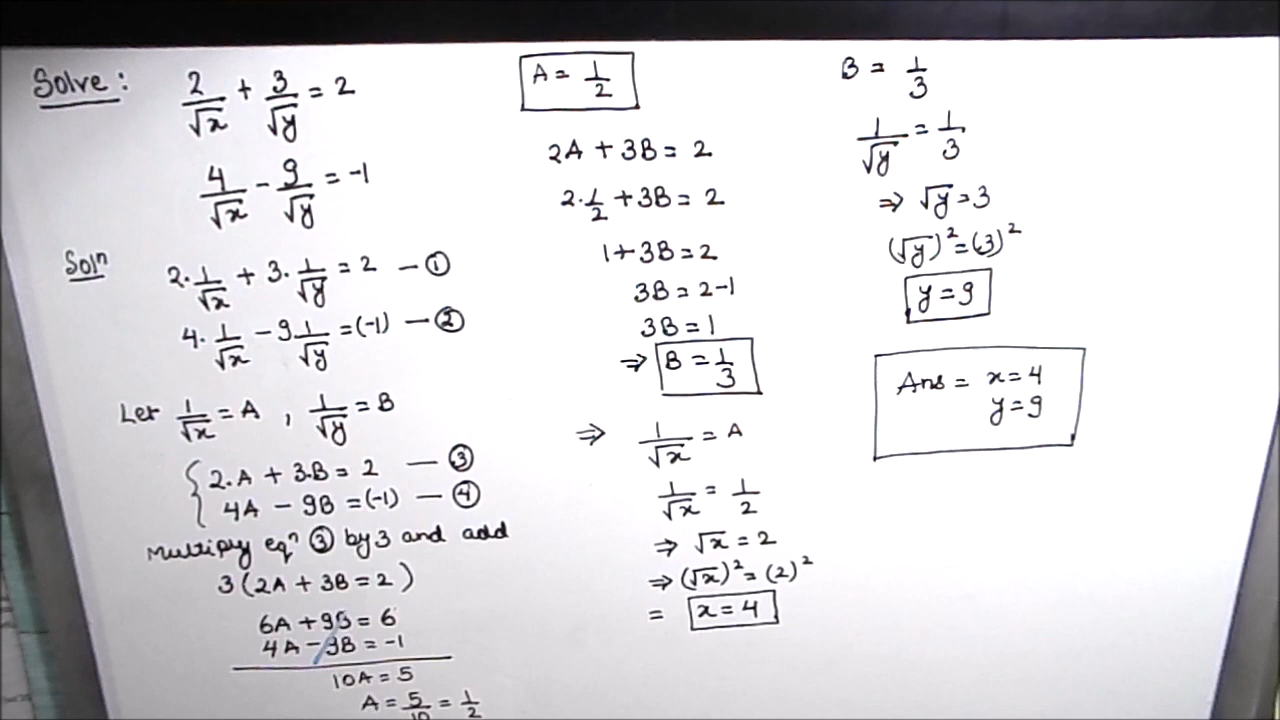 Solve : 2/√x + 3/√y = 2
4/√x - 9/√y = -1
Solⁿ
2·1/√x + 3·1/√y = 2 — ①
4·1/√x - 9 1/√y = (-1) — ②
Let 1/√x = A , 1/√y = B
2·A + 3·B = 2 — ③
4A - 9B = (-1) — ④
Multiply eqⁿ ③ by 3 and add
3(2A + 3B = 2)
6A + 9B = 6
4A - 9B = -1
10A = 5
A = 5/10 = 1/2
A = 1/2
2A + 3B = 2
2·1/2 + 3B = 2
1 + 3B = 2
3B = 2-1
3B = 1
⇒ B = 1/3
⇒ 1/√x = A
1/√x = 1/2
⇒ √x = 2
⇒ (√x)² = (2)²
= x = 4
B = 1/3
1/√y = 1/3
⇒ √y = 3
(√y)² = (3)²
y = 9
Ans = x = 4
y = 9